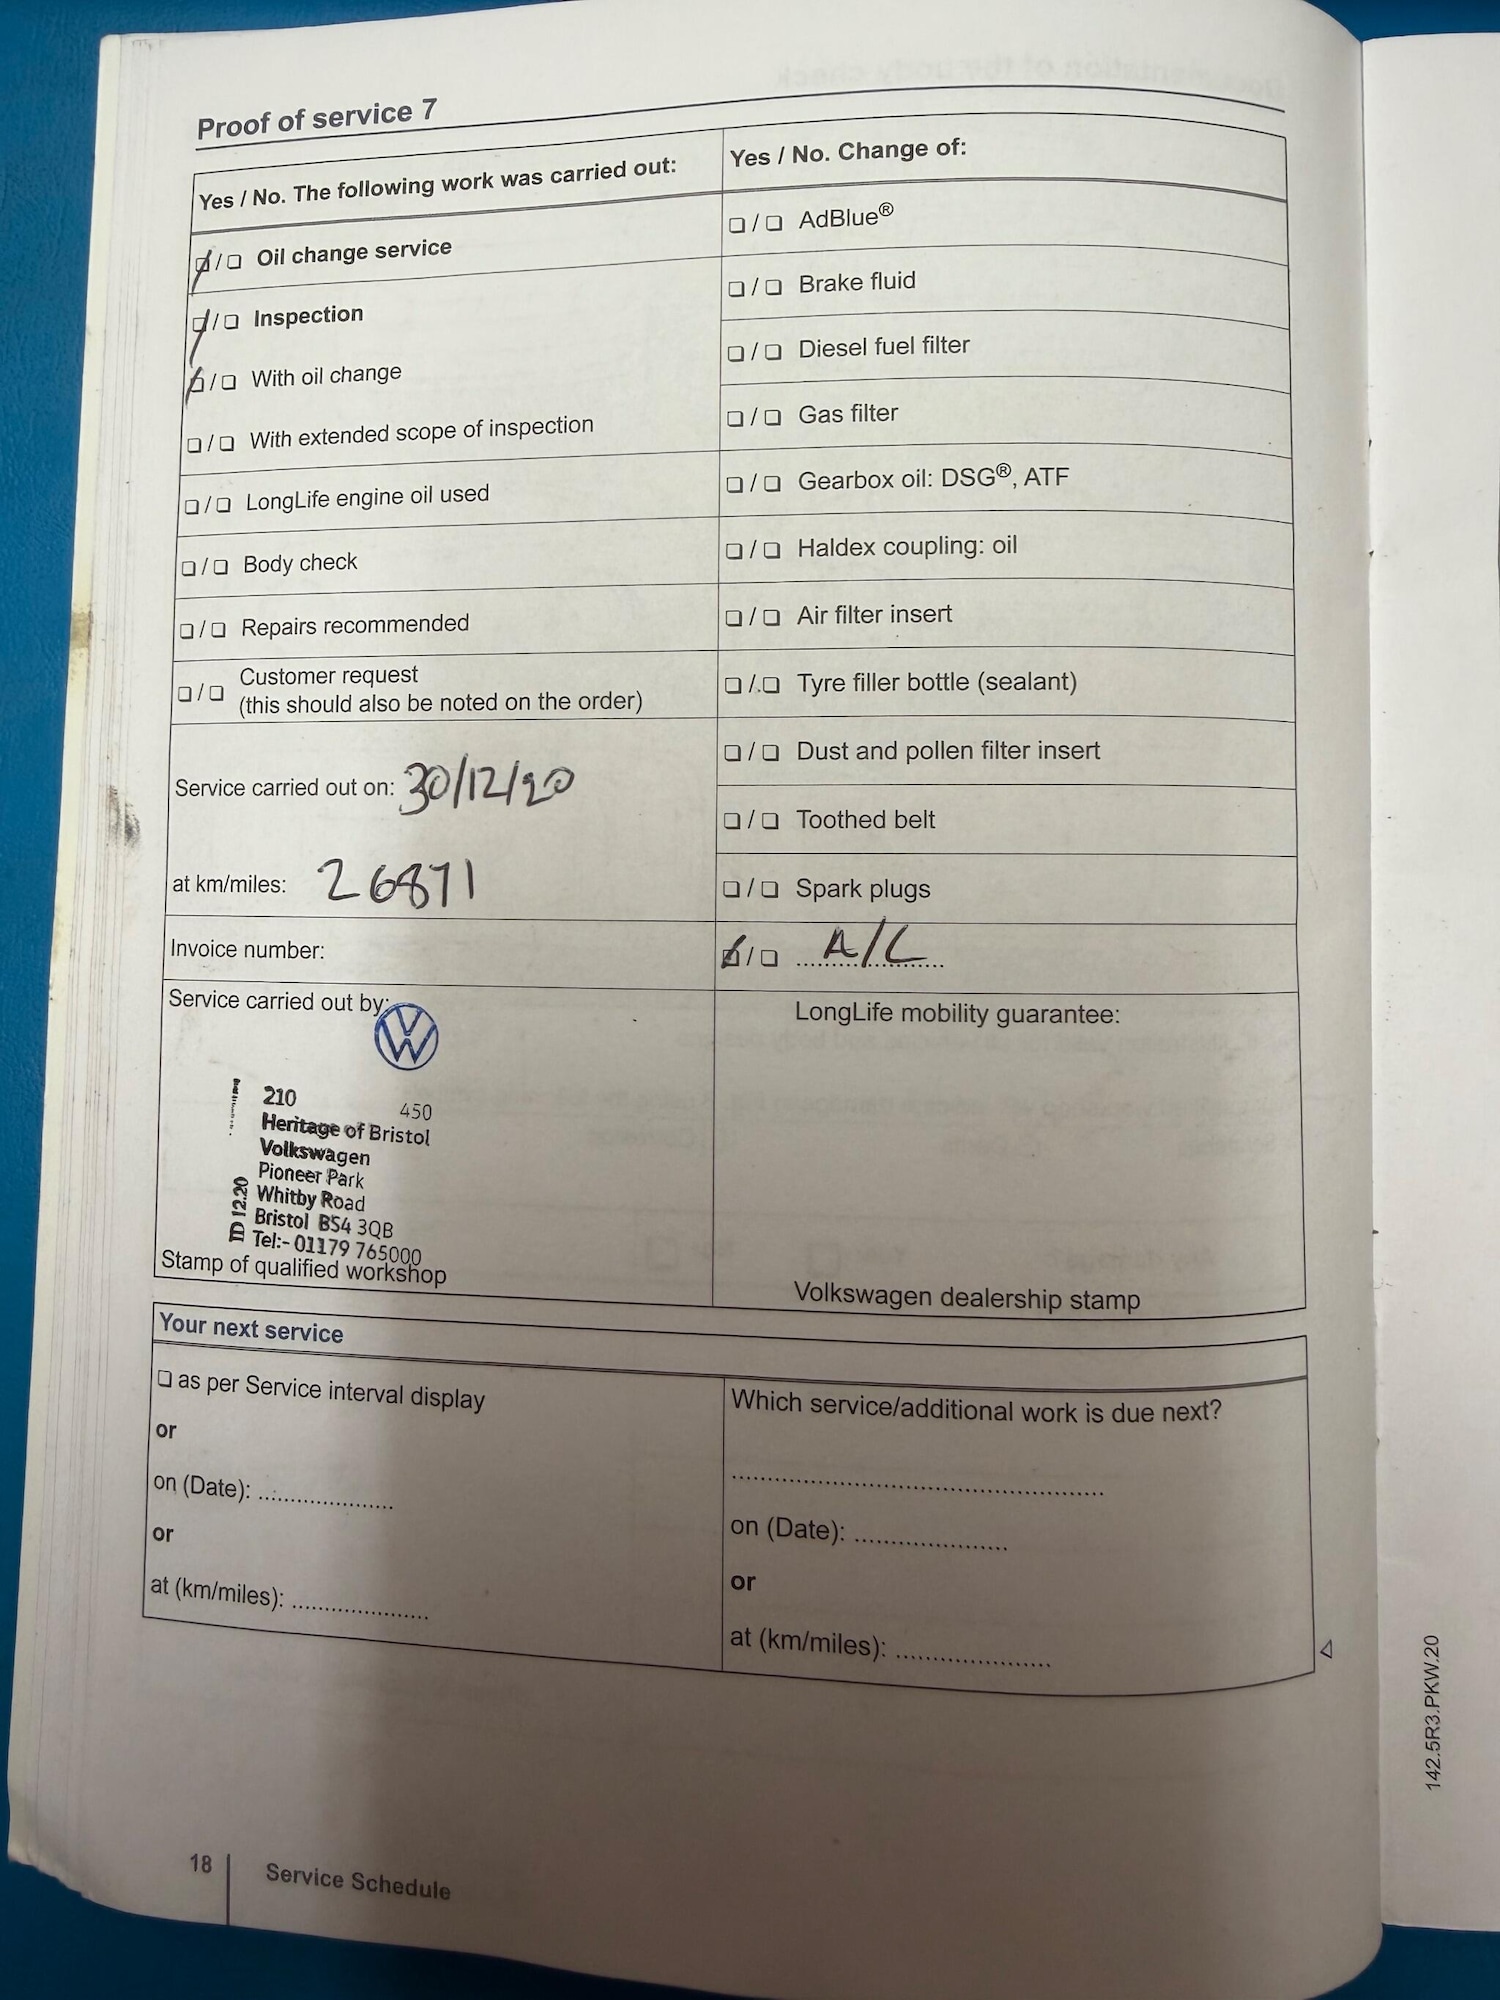 Proof of service 7
Yes / No. The following work was carried out:
☑ / ☐ Oil change service
☑ / ☐ Inspection
☑ / ☐ With oil change
☐ / ☐ With extended scope of inspection
☐ / ☐ LongLife engine oil used
☐ / ☐ Body check
☐ / ☐ Repairs recommended
☐ / ☐ Customer request
(this should also be noted on the order)
Service carried out on: 30/12/20
at km/miles: 26871
Invoice number:
Service carried out by:
210 450
Heritage of Bristol
Volkswagen
Pioneer Park
Whitby Road
Bristol BS4 3QB
Tel:- 01179 765000
ID 12.20
Stamp of qualified workshop
Yes / No. Change of:
☐ / ☐ AdBlue®
☐ / ☐ Brake fluid
☐ / ☐ Diesel fuel filter
☐ / ☐ Gas filter
☐ / ☐ Gearbox oil: DSG®, ATF
☐ / ☐ Haldex coupling: oil
☐ / ☐ Air filter insert
☐ / ☐ Tyre filler bottle (sealant)
☐ / ☐ Dust and pollen filter insert
☐ / ☐ Toothed belt
☐ / ☐ Spark plugs
☑ / ☐ A/C
LongLife mobility guarantee:
Volkswagen dealership stamp
Your next service
☐ as per Service interval display
or
on (Date): ....................
or
at (km/miles): ....................
Which service/additional work is due next?
......................................................
on (Date): ......................
or
at (km/miles): ......................
18 Service Schedule
142.5R3.PKW.20